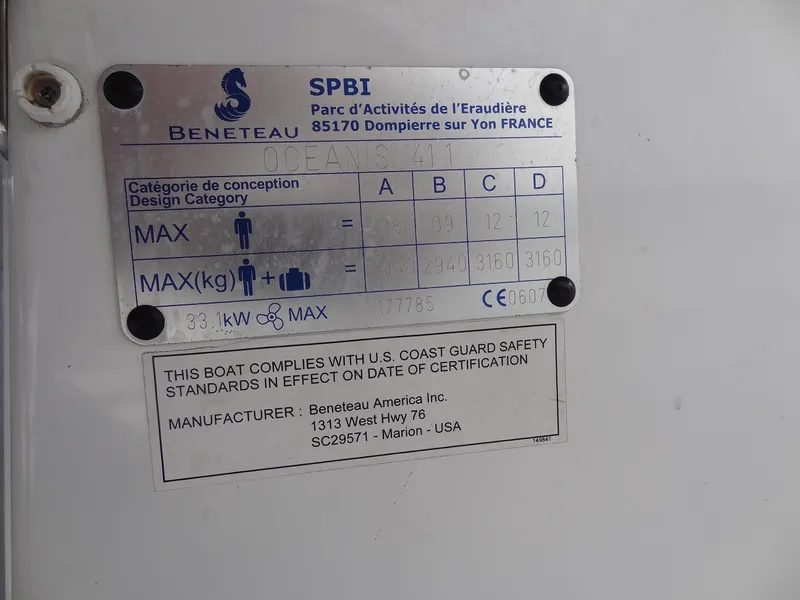 SPBI
Parc d'Activités de l'Eraudière
85170 Dompierre sur Yon FRANCE
BENETEAU
OCEANIS 411
Catégorie de conception
Design Category
A B C D
MAX = 08 09 12 12
MAX(kg) + = 2940 3160 3160
33.1kW MAX 177785 CE0607
THIS BOAT COMPLIES WITH U.S. COAST GUARD SAFETY
STANDARDS IN EFFECT ON DATE OF CERTIFICATION
MANUFACTURER : Beneteau America Inc.
1313 West Hwy 76
SC29571 - Marion - USA
149841